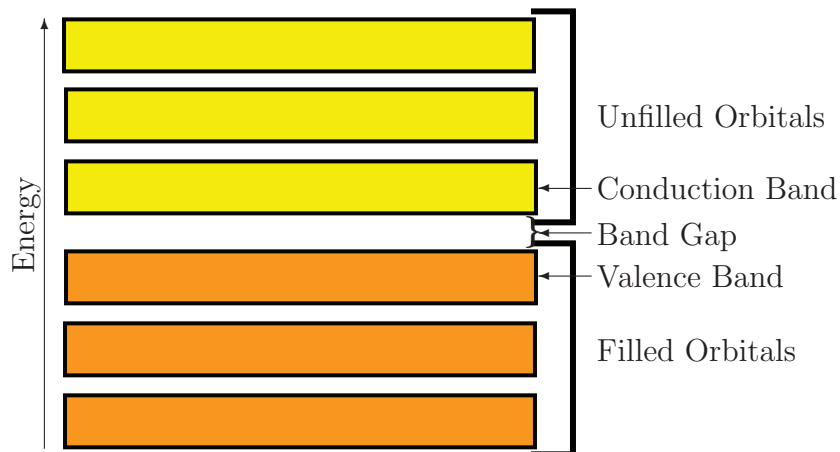 Energy
Unfilled Orbitals
Conduction Band
Band Gap
Valence Band
Filled Orbitals